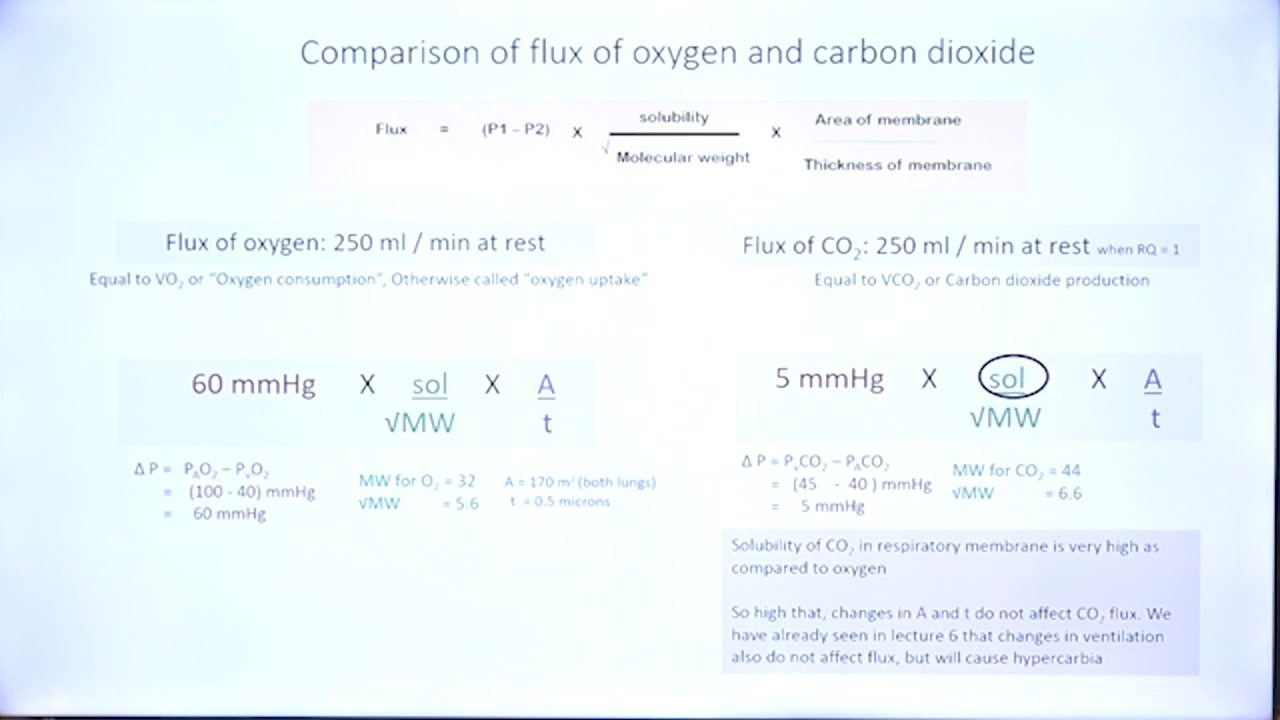 Comparison of flux of oxygen and carbon dioxide
Flux = (P1 – P2) X solubility X Area of membrane
√ Molecular weight Thickness of membrane
Flux of oxygen: 250 ml / min at rest
Equal to VO₂ or "Oxygen consumption", Otherwise called "oxygen uptake"
60 mmHg X sol X A
√MW t
Δ P = PAO₂ – PvO₂
= (100 - 40) mmHg
= 60 mmHg
MW for O₂ = 32
√MW = 5.6
A = 170 m² (both lungs)
t = 0.5 microns
Flux of CO₂: 250 ml / min at rest when RQ = 1
Equal to VCO₂ or Carbon dioxide production
5 mmHg X sol X A
√MW t
Δ P = PvCO₂ – PACO₂
= (45 - 40 ) mmHg
= 5 mmHg
MW for CO₂ = 44
√MW = 6.6
Solubility of CO₂ in respiratory membrane is very high as
compared to oxygen
So high that, changes in A and t do not affect CO₂ flux. We
have already seen in lecture 6 that changes in ventilation
also do not affect flux, but will cause hypercarbia